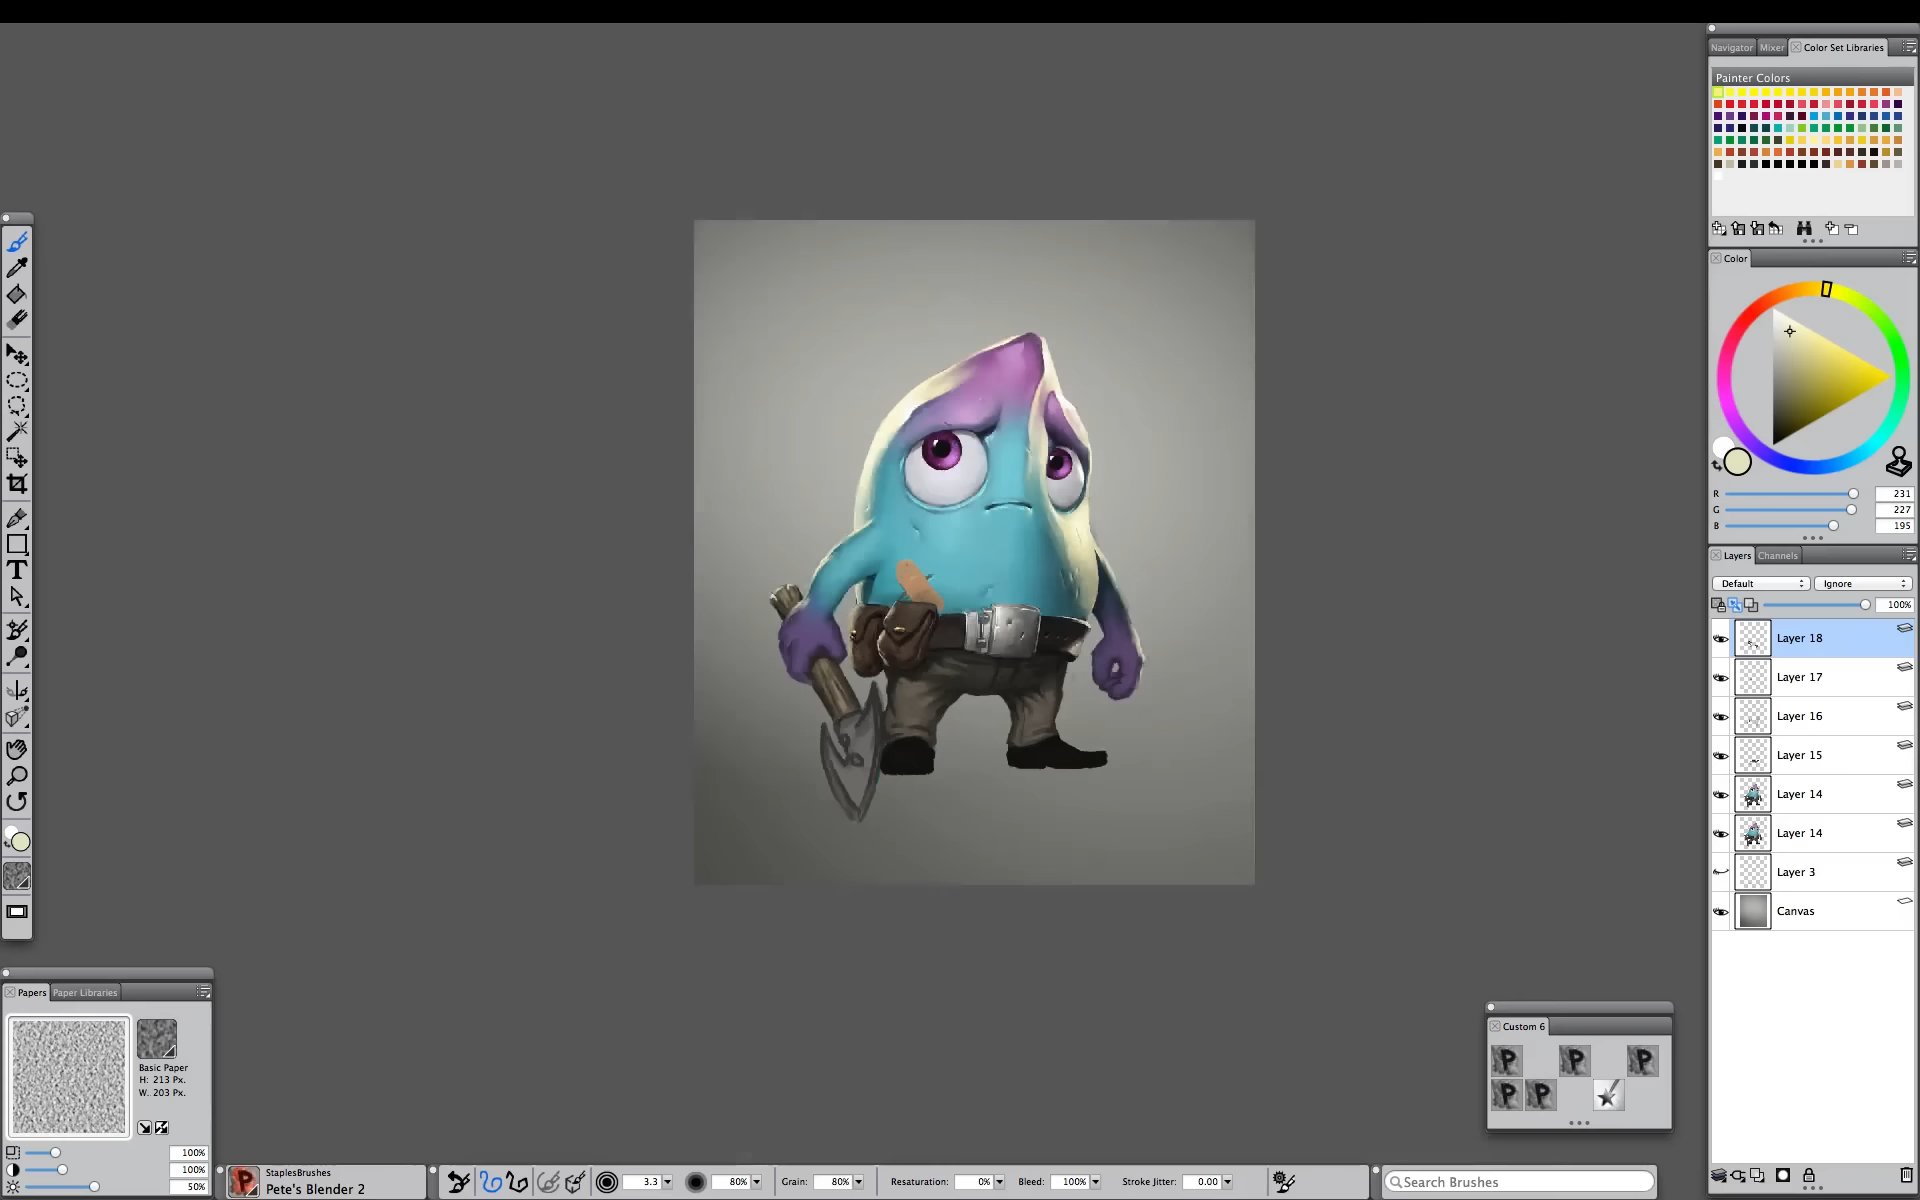 Navigator
Mixer
Color Set Libraries
Painter Colors
Color
R 231
G 227
B 195
Layers
Channels
Default
Ignore
100%
Layer 18
Layer 17
Layer 16
Layer 15
Layer 14
Layer 14
Layer 3
Canvas
T
Papers
Paper Libraries
Basic Paper
H: 213 Px.
W.. 203 Px.
100%
100%
50%
Custom 6
P P P
P P
P
StaplesBrushes
Pete's Blender 2
3.3
80%
Grain: 80%
Resaturation: 0%
Bleed: 100%
Stroke Jitter: 0.00
Search Brushes